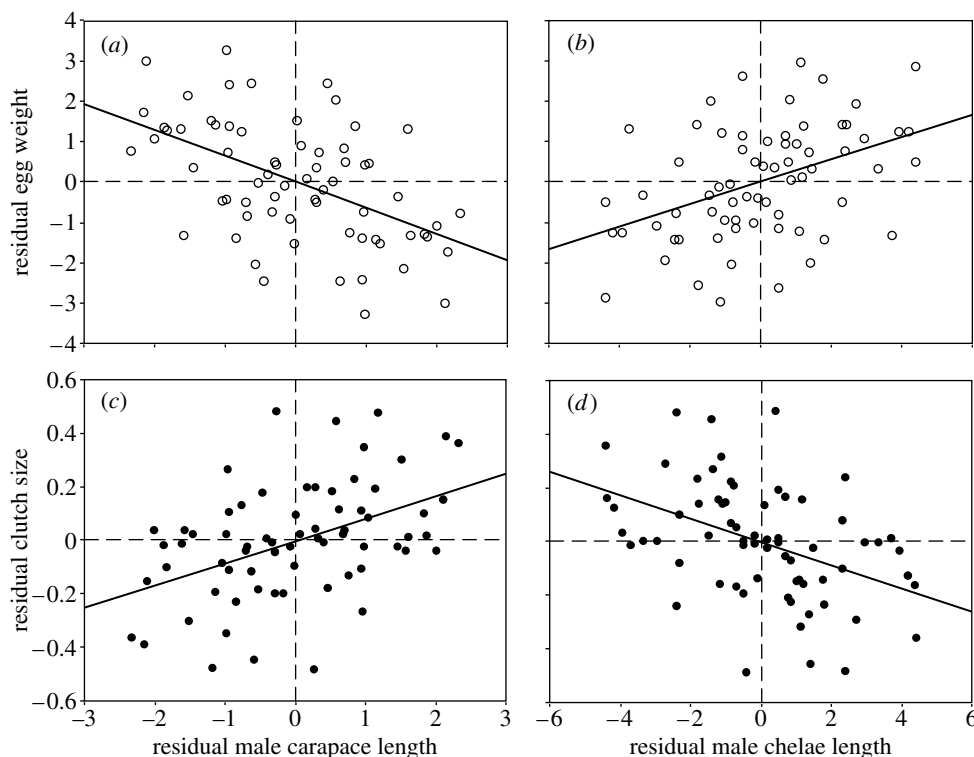 4
3
2
1
0
−1
−2
−3
−4
residual egg weight
(a)
(b)
−3 −2 −1 0 1 2 3
−6 −4 −2 0 2 4 6
0.6
0.4
0.2
0
−0.2
−0.4
−0.6
residual clutch size
(c)
(d)
residual male carapace length
residual male chelae length